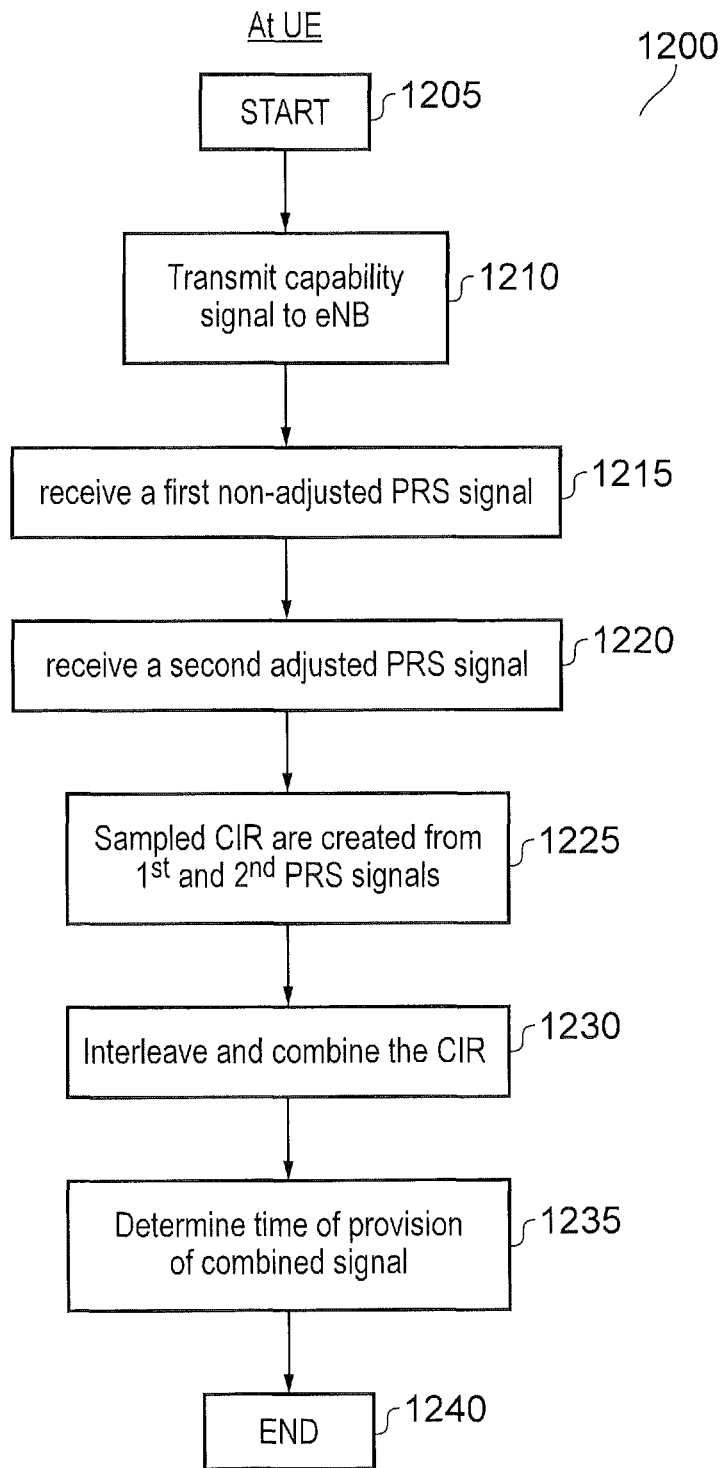 At UE
1200
START
1205
Transmit capability
signal to eNB
1210
receive a first non-adjusted PRS signal
1215
receive a second adjusted PRS signal
1220
Sampled CIR are created from
1st and 2nd PRS signals
1225
Interleave and combine the CIR
1230
Determine time of provision
of combined signal
1235
END
1240